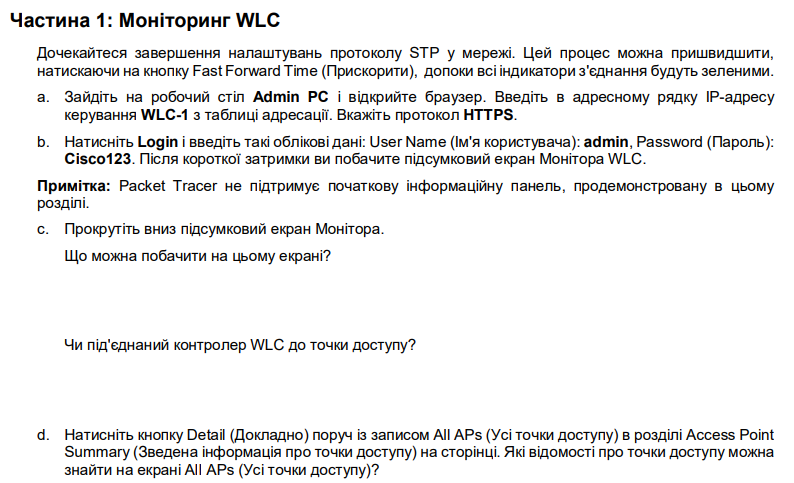 Частина 1: Моніторинг WLC
Дочекайтеся завершення налаштувань протоколу STP у мережі. Цей процес можна пришвидшити,
натискаючи на кнопку Fast Forward Time (Прискорити), допоки всі індикатори з'єднання будуть зеленими.
a. Зайдіть на робочий стіл Admin PC і відкрийте браузер. Введіть в адресному рядку IP-адресу
керування WLC-1 з таблиці адресації. Вкажіть протокол HTTPS.
b. Натисніть Login і введіть такі облікові дані: User Name (Ім'я користувача): admin, Password (Пароль):
Cisco123. Після короткої затримки ви побачите підсумковий екран Монітора WLC.
Примітка: Packet Tracer не підтримує початкову інформаційну панель, продемонстровану в цьому
розділі.
c. Прокрутіть вниз підсумковий екран Монітора.
Що можна побачити на цьому екрані?
Чи під'єднаний контролер WLC до точки доступу?
d. Натисніть кнопку Detail (Докладно) поруч із записом All APs (Усі точки доступу) в розділі Access Point
Summary (Зведена інформація про точки доступу) на сторінці. Які відомості про точки доступу можна
знайти на екрані All APs (Усі точки доступу)?